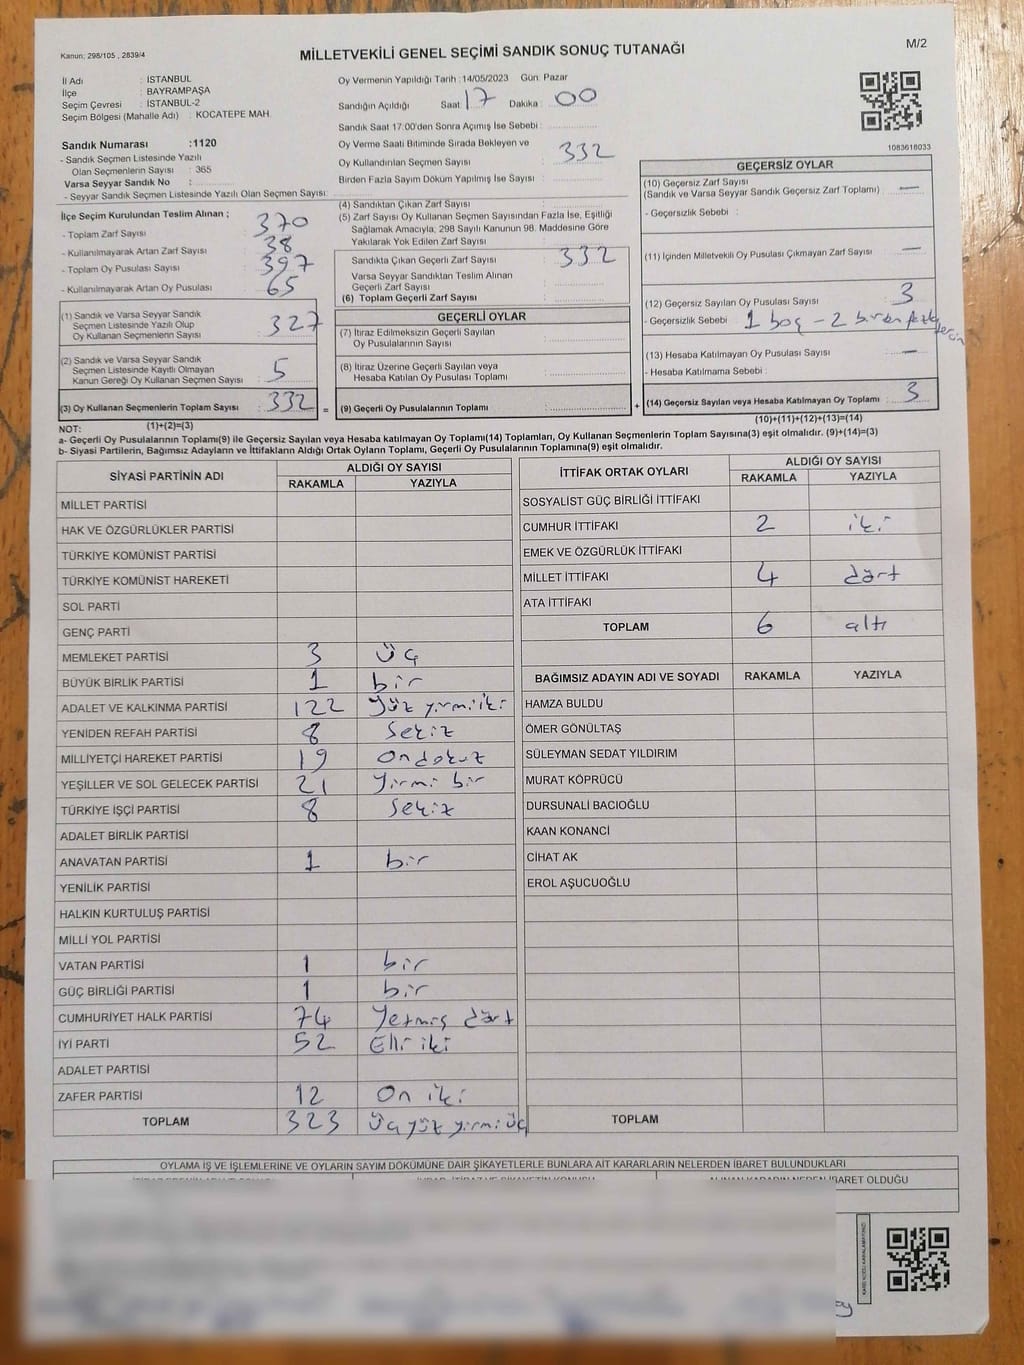 Kanun: 298/105 , 2839/4
MİLLETVEKİLİ GENEL SEÇİMİ SANDIK SONUÇ TUTANAĞI
M/2
İl Adı : İSTANBUL
İlçe : BAYRAMPAŞA
Seçim Çevresi : İSTANBUL-2
Seçim Bölgesi (Mahalle Adı) : KOCATEPE MAH.
Sandık Numarası :1120
- Sandık Seçmen Listesinde Yazılı
Olan Seçmenlerin Sayısı : 365
Varsa Seyyar Sandık No :
- Seyyar Sandık Seçmen Listesinde Yazılı Olan Seçmen Sayısı:
Oy Vermenin Yapıldığı Tarih :14/05/2023 Gün: Pazar
Sandığın Açıldığı Saat 17 Dakika : 00
Sandık Saat 17:00'den Sonra Açımış İse Sebebi :
Oy Verme Saati Bitiminde Sırada Bekleyen ve
Oy Kullandırılan Seçmen Sayısı : 332
Birden Fazla Sayım Döküm Yapılmış İse Sayısı :
1083618033
İlçe Seçim Kurulundan Teslim Alınan ;
- Toplam Zarf Sayısı : 370
- Kullanılmayarak Artan Zarf Sayısı : 38
- Toplam Oy Pusulası Sayısı : 397
- Kullanılmayarak Artan Oy Pusulası : 65
(1) Sandık ve Varsa Seyyar Sandık
Seçmen Listesinde Yazılı Olup
Oy Kullanan Seçmenlerin Sayısı : 327
(2) Sandık ve Varsa Seyyar Sandık
Seçmen Listesinde Kayıtlı Olmayan
Kanun Gereği Oy Kullanan Seçmen Sayısı : 5
(3) Oy Kullanan Seçmenlerin Toplam Sayısı : 332 =
(1)+(2)=(3)
(4) Sandıktan Çıkan Zarf Sayısı :
(5) Zarf Sayısı Oy Kullanan Seçmen Sayısından Fazla İse, Eşitliği
Sağlamak Amacıyla, 298 Sayılı Kanunun 98. Maddesine Göre
Yakılarak Yok Edilen Zarf Sayısı :
Sandıkta Çıkan Geçerli Zarf Sayısı : 332
Varsa Seyyar Sandıktan Teslim Alınan
Geçerli Zarf Sayısı :
(6) Toplam Geçerli Zarf Sayısı :
GEÇERLİ OYLAR
(7) İtiraz Edilmeksizin Geçerli Sayılan
Oy Pusulalarının Sayısı :
(8) İtiraz Üzerine Geçerli Sayılan veya
Hesaba Katılan Oy Pusulası Toplamı :
(9) Geçerli Oy Pusulalarının Toplamı : +
GEÇERSİZ OYLAR
(10) Geçersiz Zarf Sayısı
(Sandık ve Varsa Seyyar Sandık Geçersiz Zarf Toplamı) : —
- Geçersizlik Sebebi :
(11) İçinden Milletvekili Oy Pusulası Çıkmayan Zarf Sayısı : —
(12) Geçersiz Sayılan Oy Pusulası Sayısı : 3
- Geçersizlik Sebebi : 1 boş - 2 birden fazla
(13) Hesaba Katılmayan Oy Pusulası Sayısı : —
- Hesaba Katılmama Sebebi :
(14) Geçersiz Sayılan veya Hesaba Katılmayan Oy Toplamı : 3
(10)+(11)+(12)+(13)=(14)
NOT:
a- Geçerli Oy Pusulalarının Toplamı(9) ile Geçersiz Sayılan veya Hesaba katılmayan Oy Toplamı(14) Toplamları, Oy Kullanan Seçmenlerin Toplam Sayısına(3) eşit olmalıdır. (9)+(14)=(3)
b- Siyasi Partilerin, Bağımsız Adayların ve İttifakların Aldığı Ortak Oyların Toplamı, Geçerli Oy Pusulalarının Toplamına(9) eşit olmalıdır.
SİYASİ PARTİNİN ADI
ALDIĞI OY SAYISI
RAKAMLA YAZIYLA
MİLLET PARTİSİ
HAK VE ÖZGÜRLÜKLER PARTİSİ
TÜRKİYE KOMÜNİST PARTİSİ
TÜRKİYE KOMÜNİST HAREKETİ
SOL PARTİ
GENÇ PARTİ
MEMLEKET PARTİSİ 3 üç
BÜYÜK BİRLİK PARTİSİ 1 bir
ADALET VE KALKINMA PARTİSİ 122 Yüz yirmi iki
YENİDEN REFAH PARTİSİ 8 Sekiz
MİLLİYETÇİ HAREKET PARTİSİ 19 Ondokuz
YEŞİLLER VE SOL GELECEK PARTİSİ 21 Yirmi bir
TÜRKİYE İŞÇİ PARTİSİ 8 Sekiz
ADALET BİRLİK PARTİSİ
ANAVATAN PARTİSİ 1 bir
YENİLİK PARTİSİ
HALKIN KURTULUŞ PARTİSİ
MİLLİ YOL PARTİSİ
VATAN PARTİSİ 1 bir
GÜÇ BİRLİĞİ PARTİSİ 1 bir
CUMHURİYET HALK PARTİSİ 74 Yetmiş dört
İYİ PARTİ 52 Elli iki
ADALET PARTİSİ
ZAFER PARTİSİ 12 On iki
TOPLAM 323 Üç yüz yirmi üç
İTTİFAK ORTAK OYLARI
ALDIĞI OY SAYISI
RAKAMLA YAZIYLA
SOSYALİST GÜÇ BİRLİĞİ İTTİFAKI
CUMHUR İTTİFAKI 2 iki
EMEK VE ÖZGÜRLÜK İTTİFAKI
MİLLET İTTİFAKI 4 dört
ATA İTTİFAKI
TOPLAM 6 altı
BAĞIMSIZ ADAYIN ADI VE SOYADI RAKAMLA YAZIYLA
HAMZA BULDU
ÖMER GÖNÜLTAŞ
SÜLEYMAN SEDAT YILDIRIM
MURAT KÖPRÜCÜ
DURSUNALİ BACIOĞLU
KAAN KONANCİ
CİHAT AK
EROL AŞUCUOĞLU
TOPLAM
OYLAMA İŞ VE İŞLEMLERİNE VE OYLARIN SAYIM DÖKÜMÜNE DAİR ŞİKAYETLERLE BUNLARA AİT KARARLARIN NELERDEN İBARET BULUNDUKLARI
ALINAN KARARIN NEDEN İBARET OLDUĞU